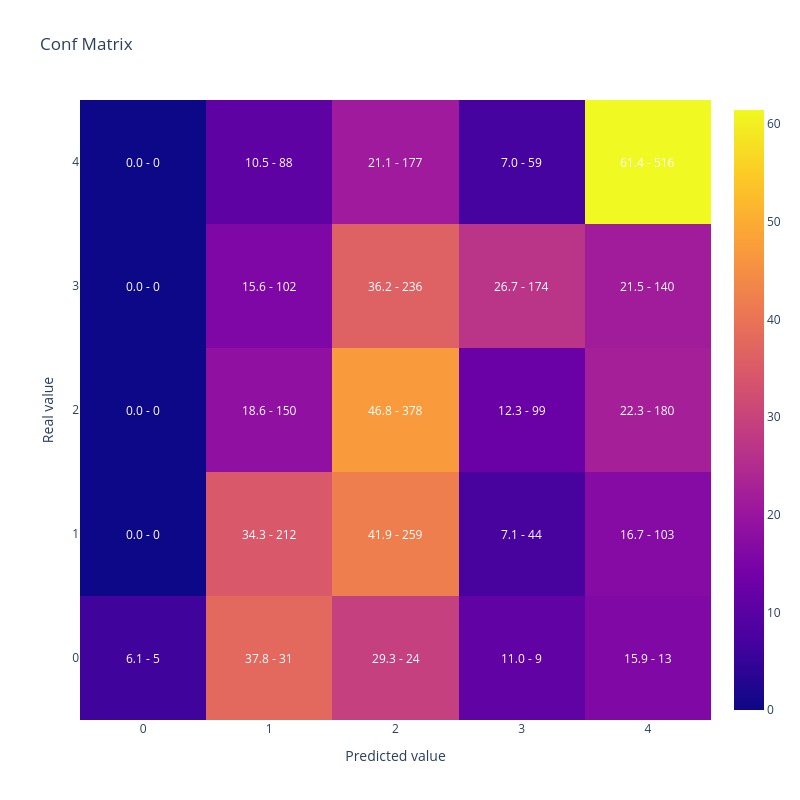 Conf Matrix
60
4 0.0 - 0 10.5 - 88 21.1 - 177 7.0 - 59 61.4 - 516
50
3 0.0 - 0 15.6 - 102 36.2 - 236 26.7 - 174 21.5 - 140
40
Real value
2 0.0 - 0 18.6 - 150 46.8 - 378 12.3 - 99 22.3 - 180
30
20
1 0.0 - 0 34.3 - 212 41.9 - 259 7.1 - 44 16.7 - 103
10
0 6.1 - 5 37.8 - 31 29.3 - 24 11.0 - 9 15.9 - 13
0
0 1 2 3 4
Predicted value